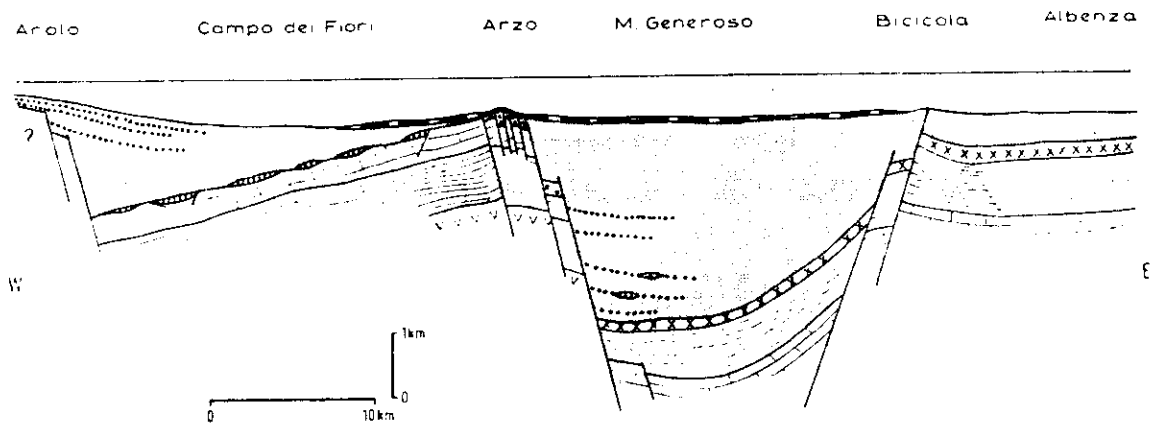 Arolo Campo dei Fiori Arzo M. Generoso Bicicola Albenza
?
W E
1km
0
0 10km